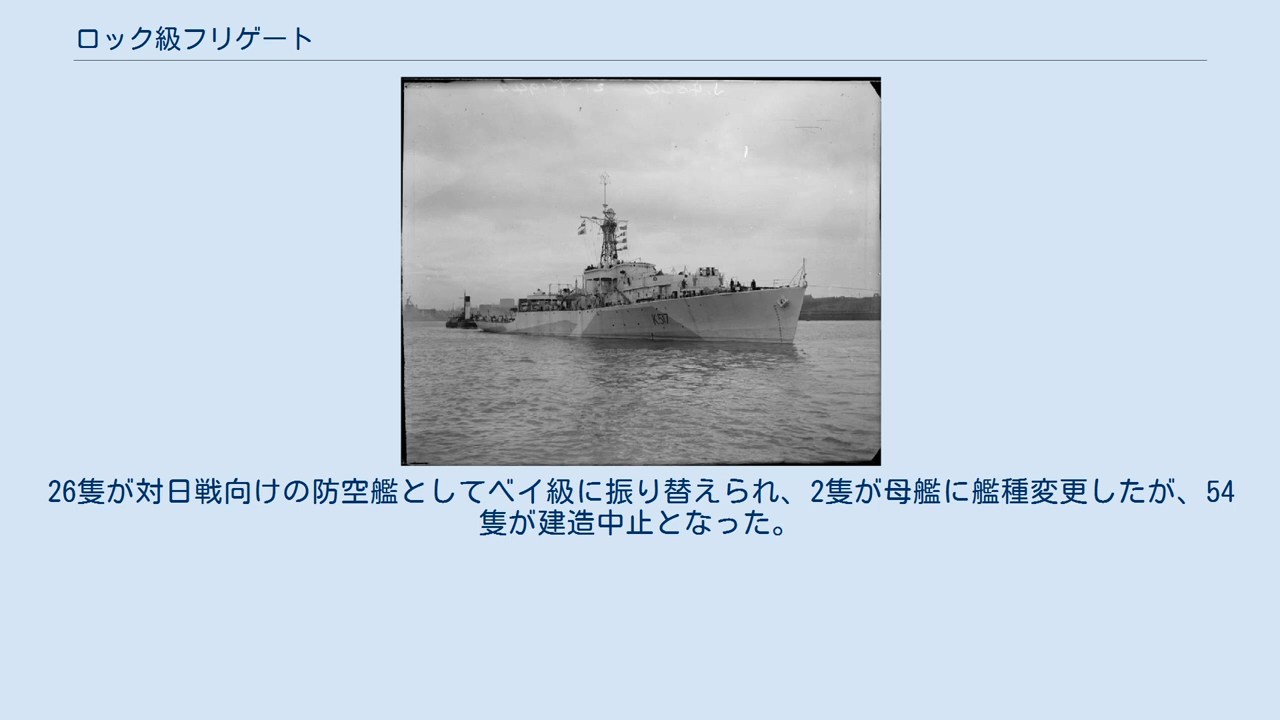 ロック級フリゲート
26隻が対日戦向けの防空艦としてベイ級に振り替えられ、2隻が母艦に艦種変更したが、54
隻が建造中止となった。